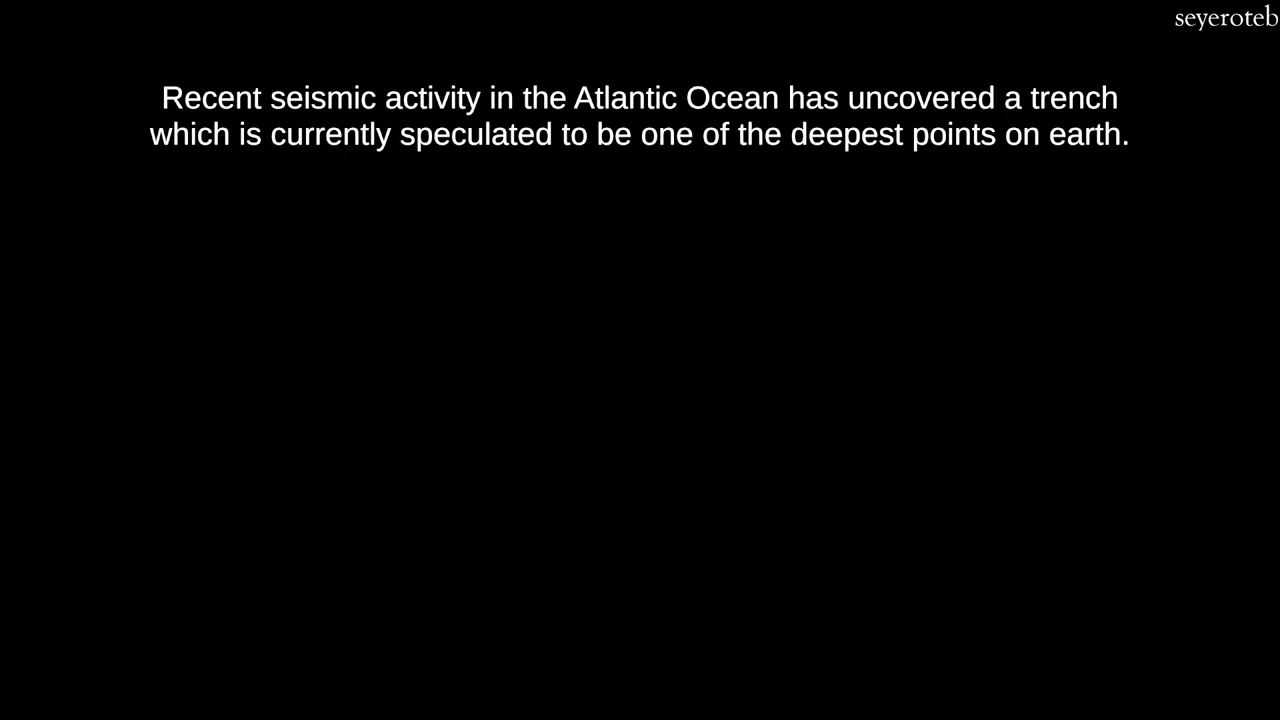 seyeroteb
Recent seismic activity in the Atlantic Ocean has uncovered a trench
which is currently speculated to be one of the deepest points on earth.